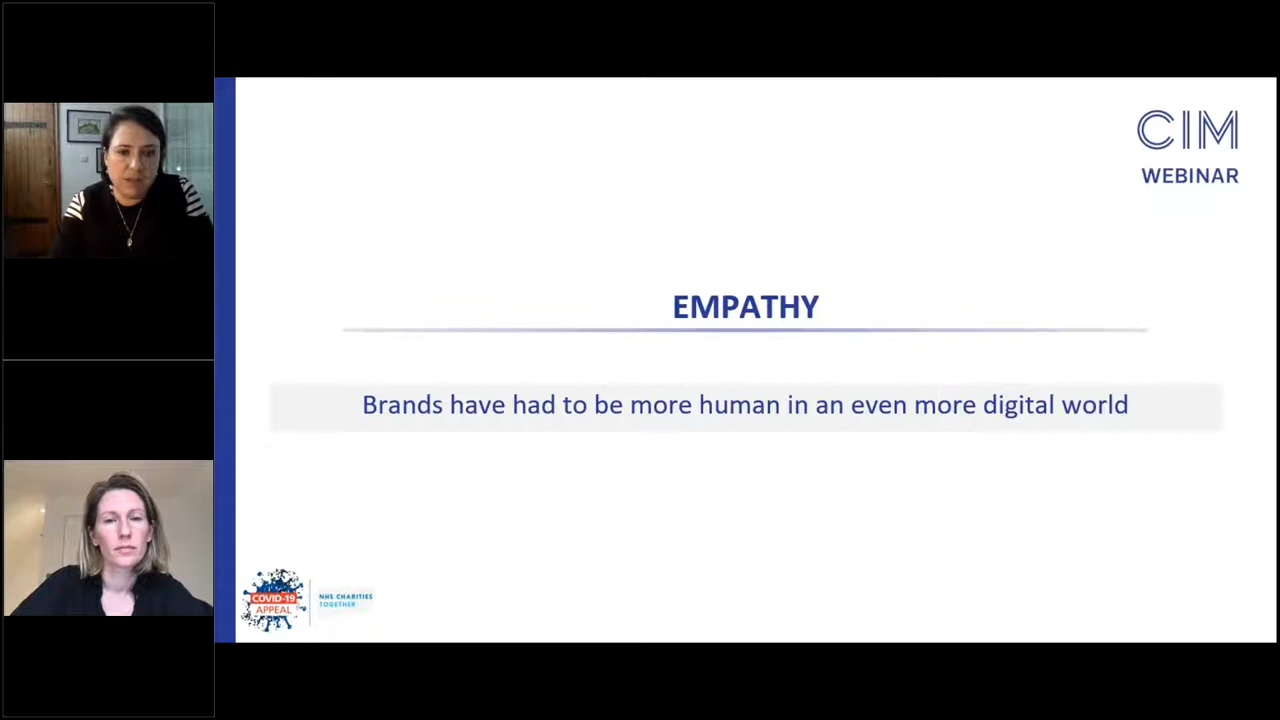 CIM
WEBINAR
EMPATHY
Brands have had to be more human in an even more digital world
COVID-19
APPEAL
NHS CHARITIES
TOGETHER